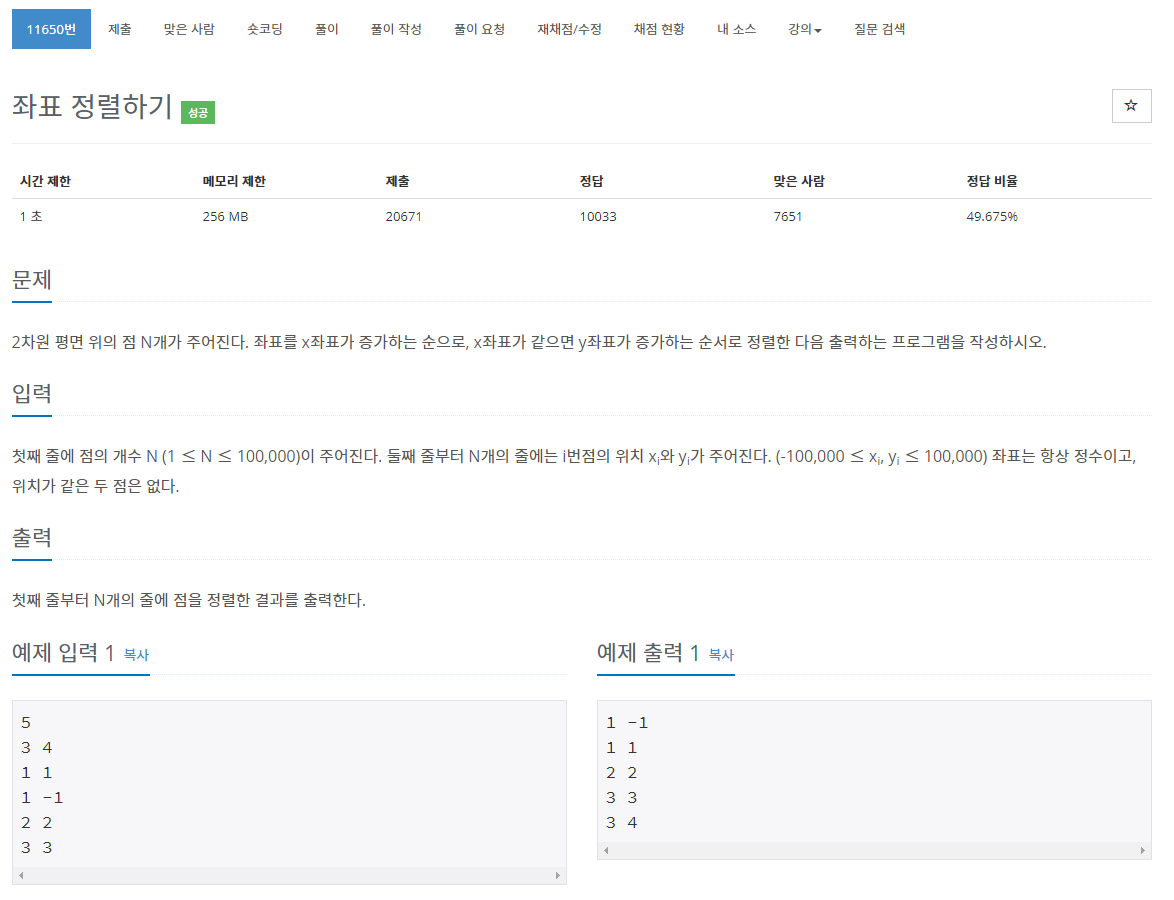 11650번 제출 맞은 사람 숏코딩 풀이 풀이 작성 풀이 요청 재채점/수정 채점 현황 내 소스 강의 질문 검색
좌표 정렬하기 성공
시간 제한 메모리 제한 제출 정답 맞은 사람 정답 비율
1 초 256 MB 20671 10033 7651 49.675%
문제
2차원 평면 위의 점 N개가 주어진다. 좌표를 x좌표가 증가하는 순으로, x좌표가 같으면 y좌표가 증가하는 순서로 정렬한 다음 출력하는 프로그램을 작성하시오.
입력
첫째 줄에 점의 개수 N (1 ≤ N ≤ 100,000)이 주어진다. 둘째 줄부터 N개의 줄에는 i번점의 위치 xi와 yi가 주어진다. (-100,000 ≤ xi, yi ≤ 100,000) 좌표는 항상 정수이고,
위치가 같은 두 점은 없다.
출력
첫째 줄부터 N개의 줄에 점을 정렬한 결과를 출력한다.
예제 입력 1 복사
5
3 4
1 1
1 -1
2 2
3 3
예제 출력 1 복사
1 -1
1 1
2 2
3 3
3 4